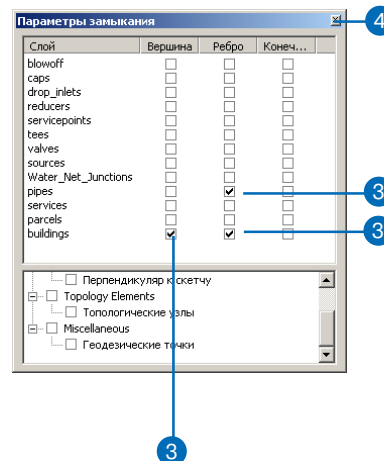 Параметры замыкания
4
Слой Вершина Ребро Конеч...
blowoff
caps
drop_inlets
reducers
servicepoints
tees
valves
sources
Water_Net_Junctions
pipes
3
services
parcels
buildings
3
Перпендикуляр к скетчу
Topology Elements
Топологические узлы
Miscellaneous
Геодезические точки
3